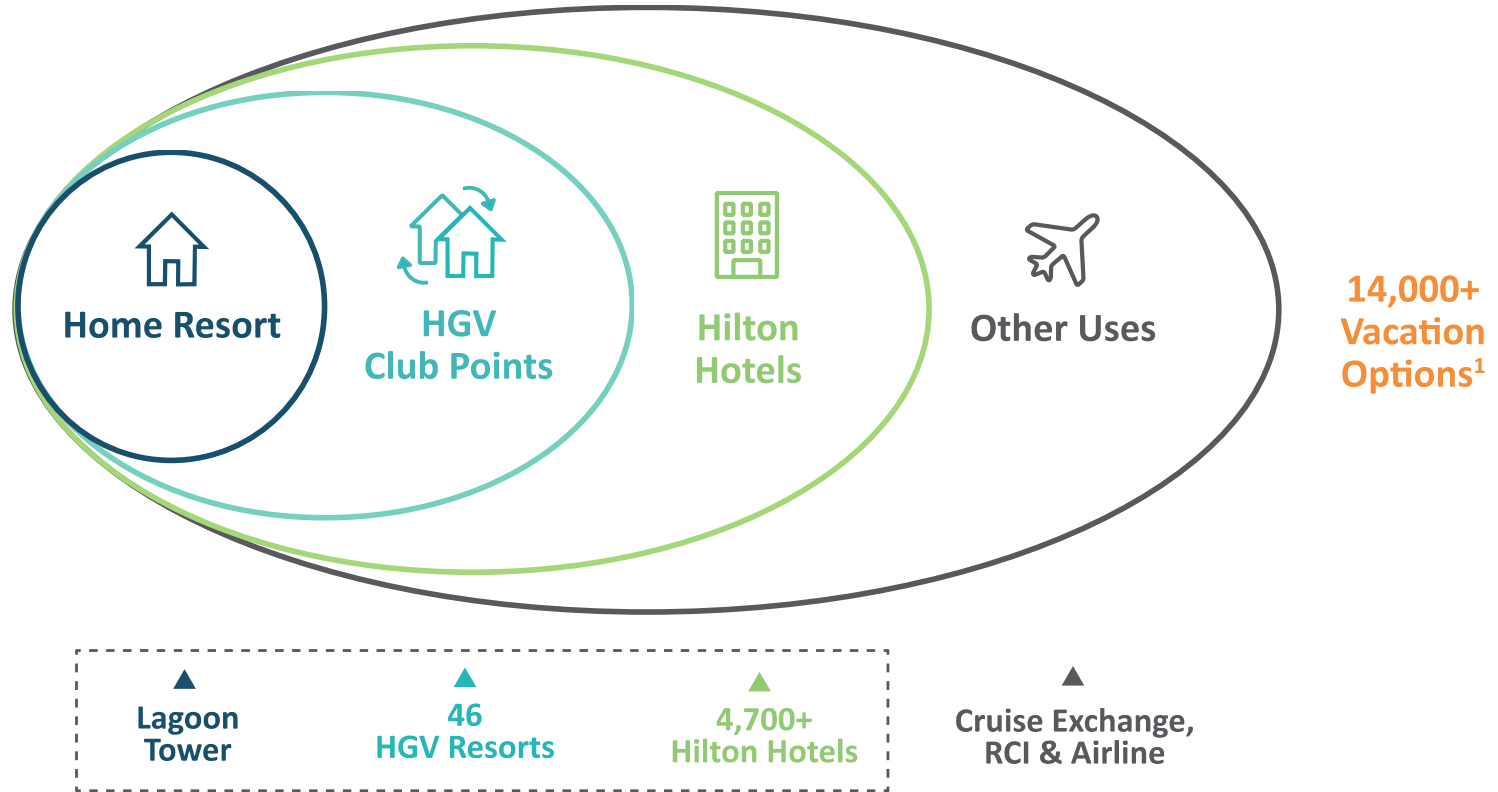 Home Resort
HGV
Club Points
Hilton
Hotels
Other Uses
14,000+
Vacation
Options¹
Lagoon
Tower
46
HGV Resorts
4,700+
Hilton Hotels
Cruise Exchange,
RCI & Airline